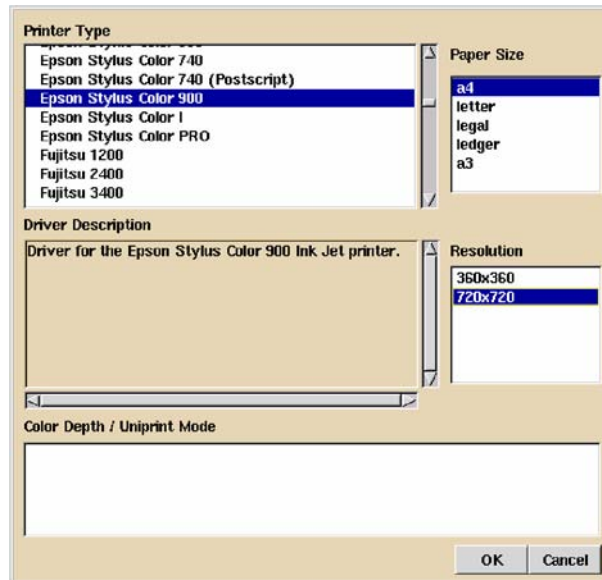 Printer Type
Epson Stylus Color 740
Epson Stylus Color 740 (Postscript)
Epson Stylus Color 900
Epson Stylus Color I
Epson Stylus Color PRO
Fujitsu 1200
Fujitsu 2400
Fujitsu 3400
Paper Size
a4
letter
legal
ledger
a3
Driver Description
Driver for the Epson Stylus Color 900 Ink Jet printer.
Resolution
360x360
720x720
Color Depth / Uniprint Mode
OK
Cancel